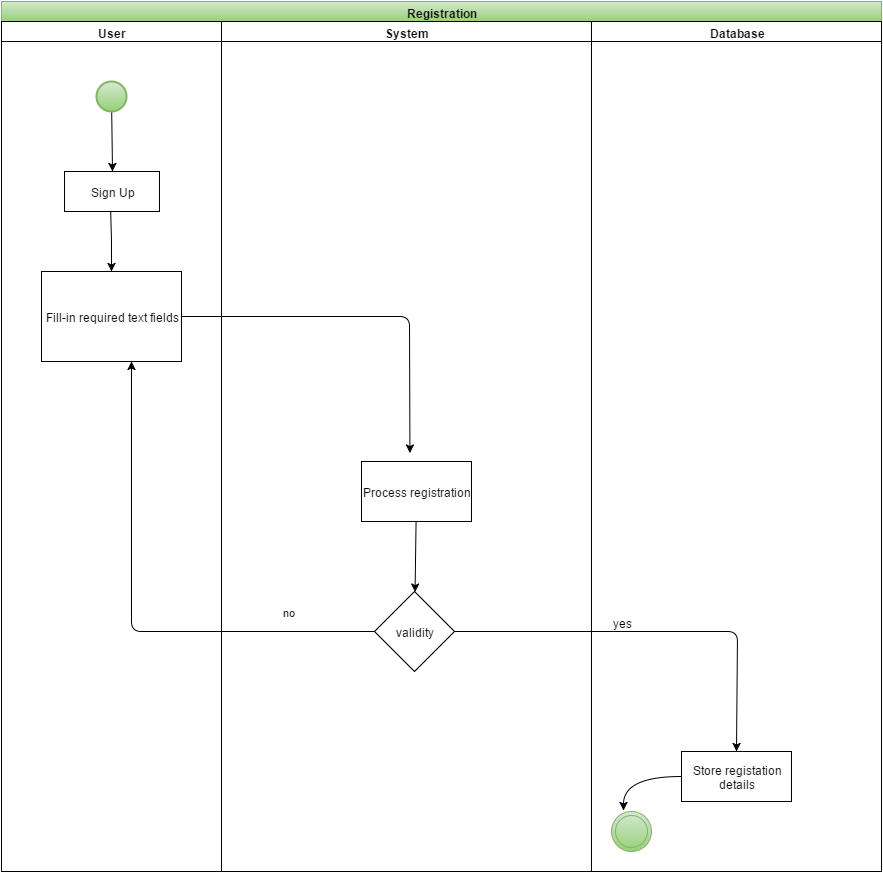 Registration
User
System
Database
Sign Up
Fill-in required text fields
Process registration
no
validity
yes
Store registation
details